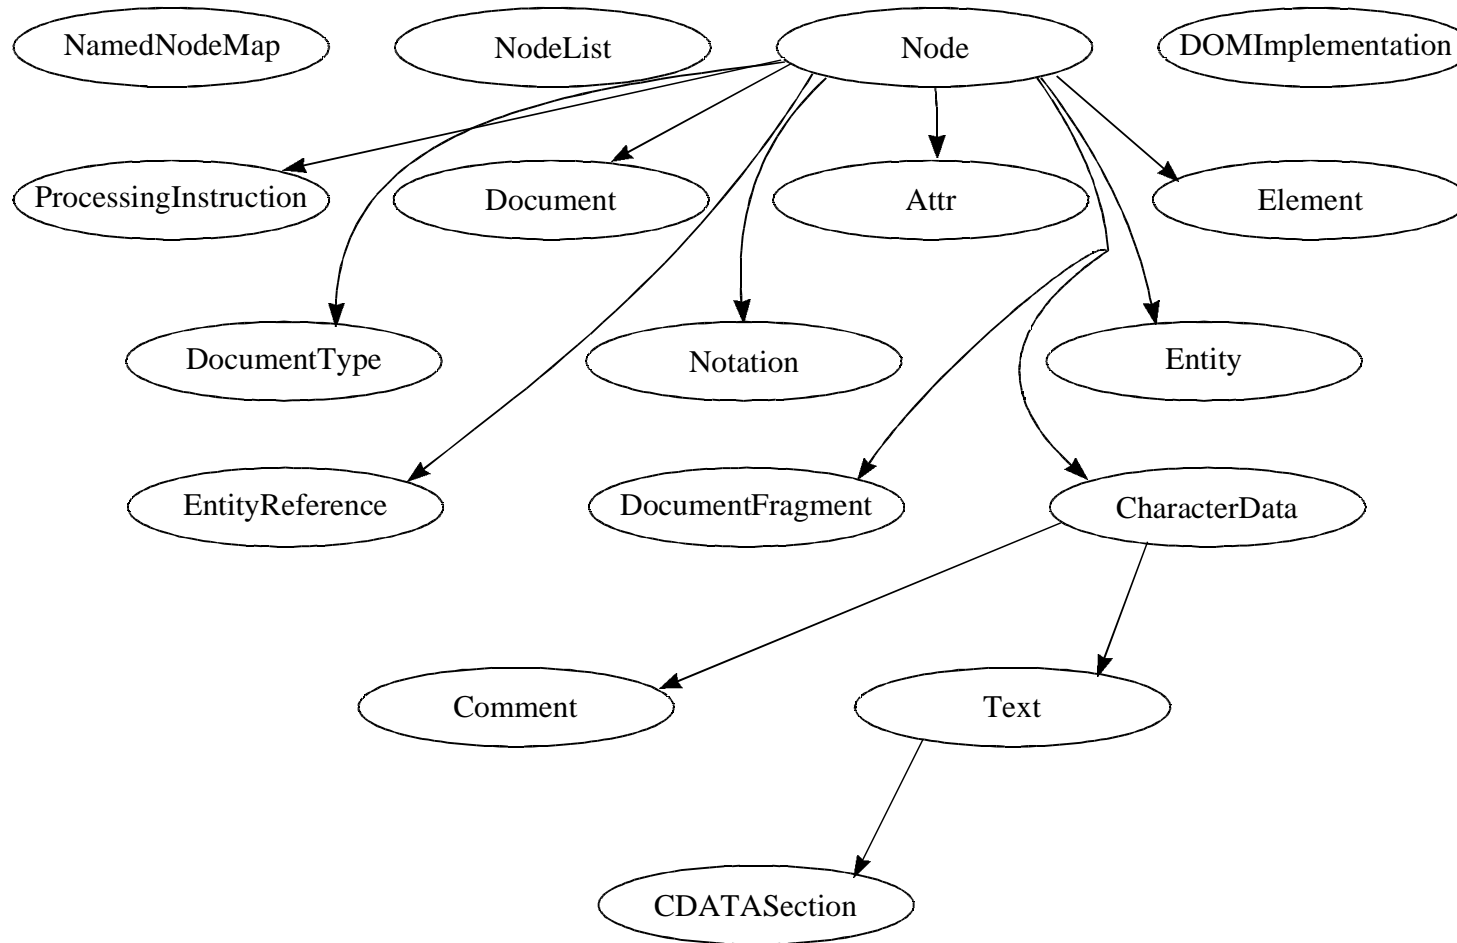 NamedNodeMap
NodeList
Node
DOMImplementation
ProcessingInstruction
Document
Attr
Element
DocumentType
Notation
Entity
EntityReference
DocumentFragment
CharacterData
Comment
Text
CDATASection